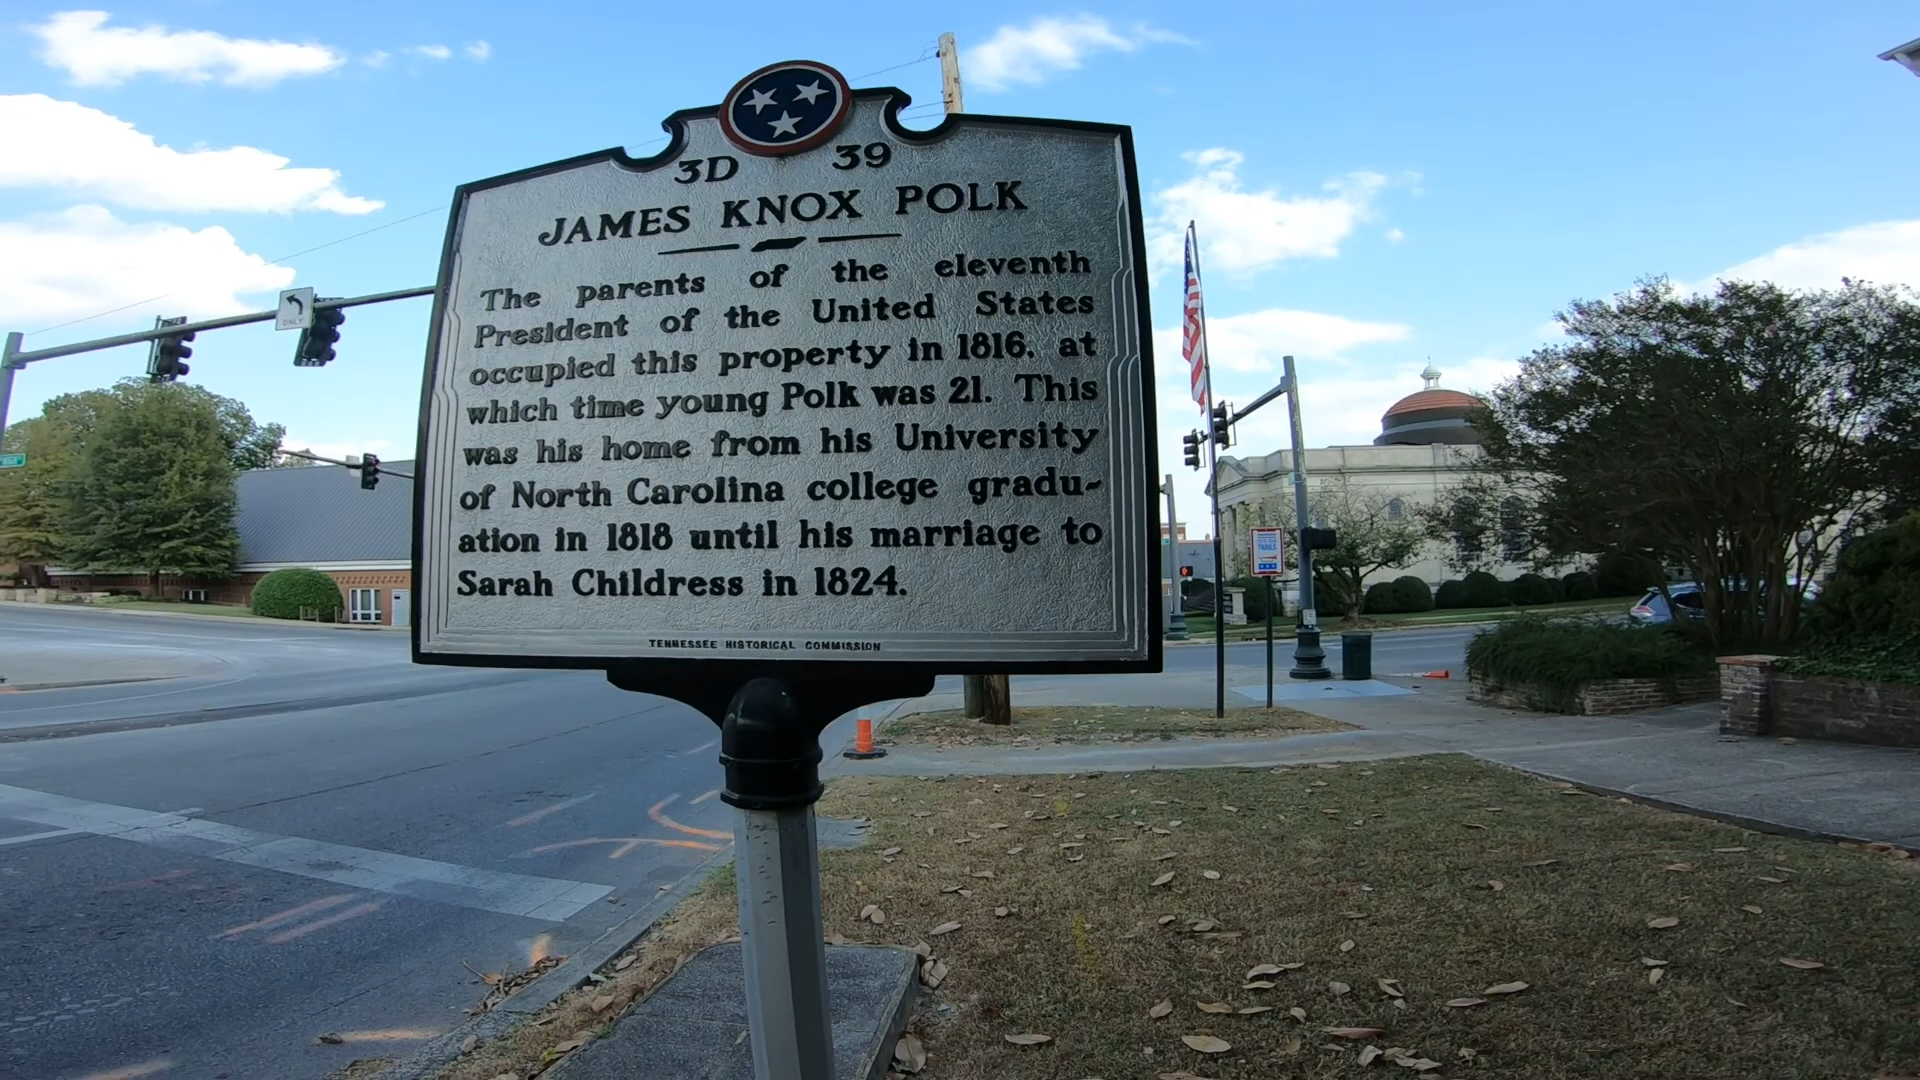 3D 39
JAMES KNOX POLK
The parents of the eleventh
President of the United States
occupied this property in 1816, at
which time young Polk was 21. This
was his home from his University
of North Carolina college gradu-
ation in 1818 until his marriage to
Sarah Childress in 1824.
TENNESSEE HISTORICAL COMMISSION
ONLY
TRAILS